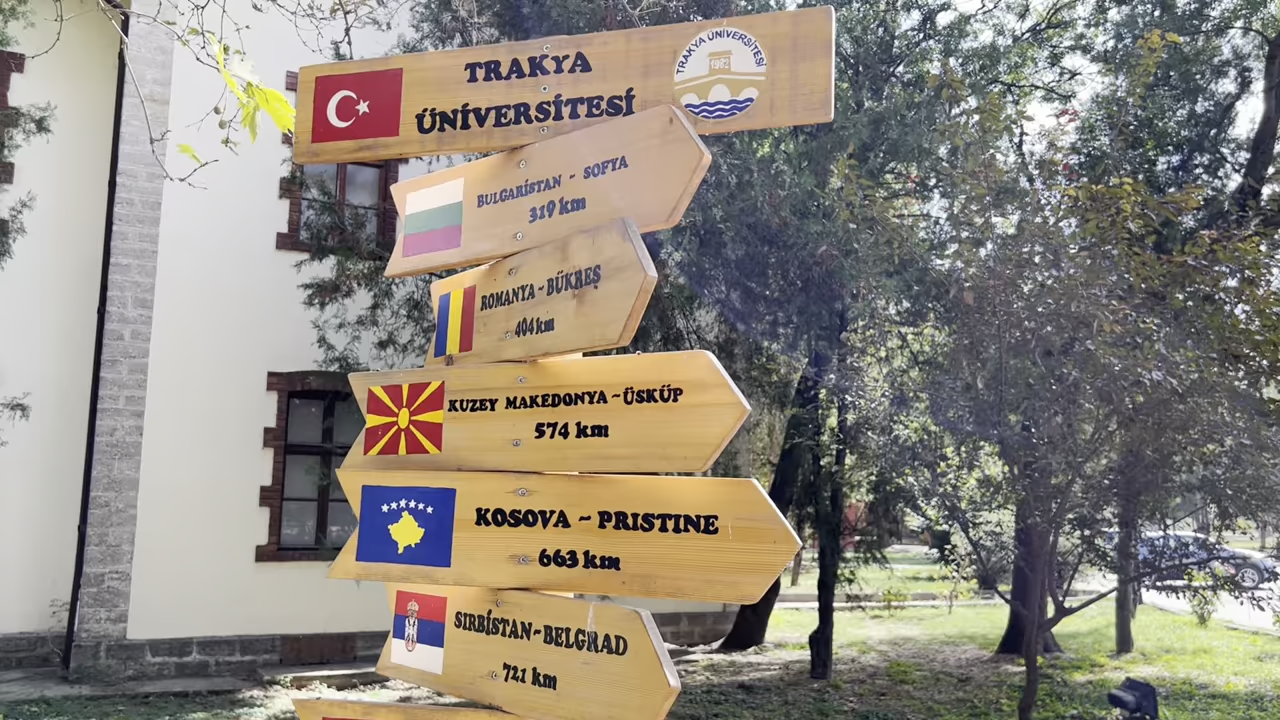 TRAKYA
ÜNİVERSİTESİ
TRAKYA ÜNİVERSİTESİ
1982
BULGARİSTAN - SOFYA
319 km
ROMANYA - BÜKREŞ
404 km
KUZEY MAKEDONYA - ÜSKÜP
574 km
KOSOVA - PRISTINE
663 km
SIRBİSTAN-BELGRAD
721 km